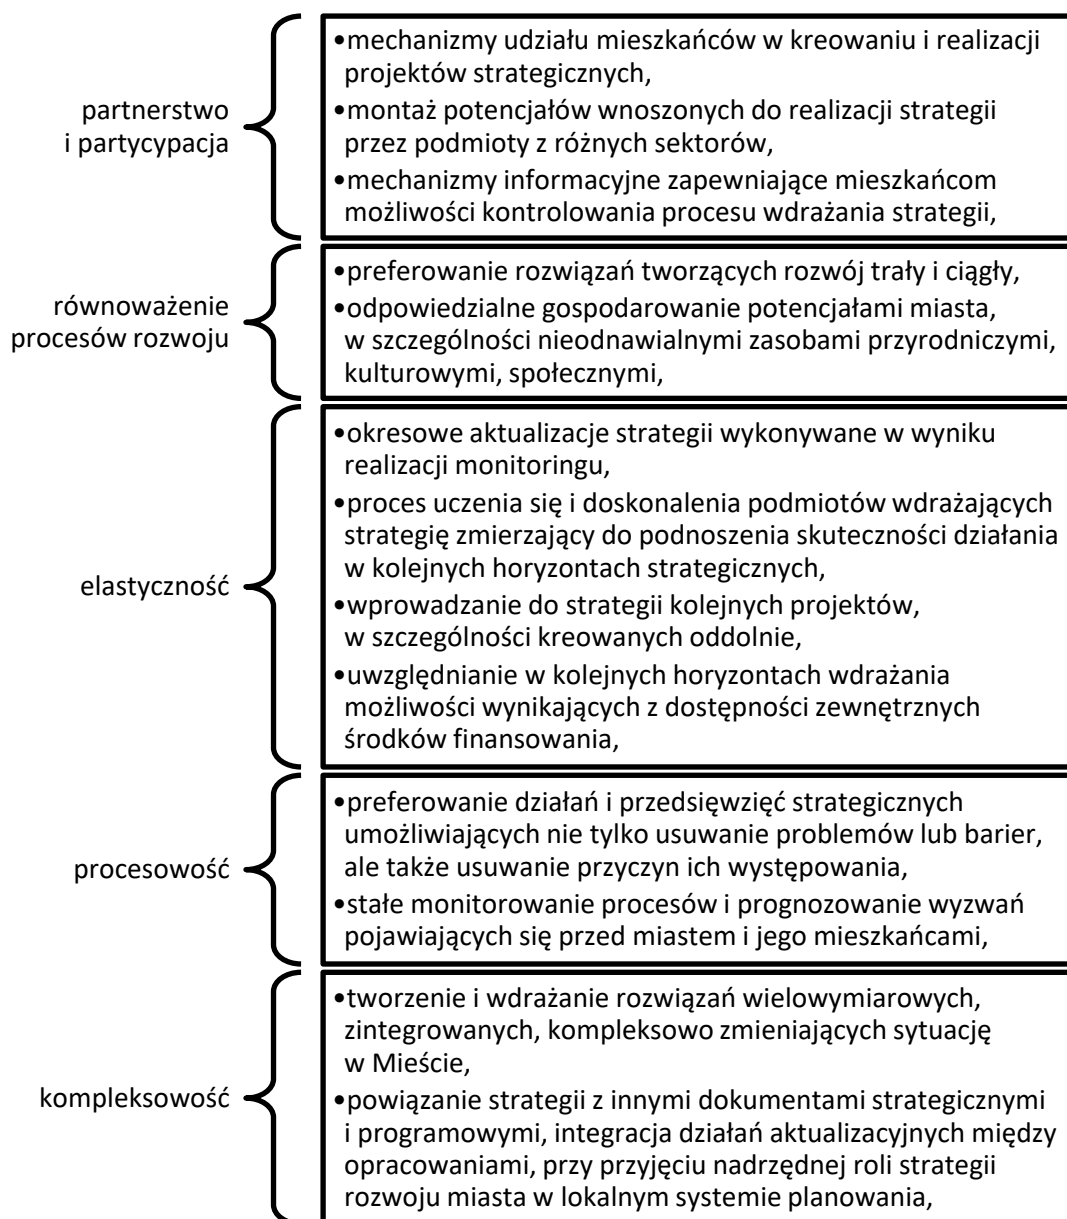 partnerstwo
i partycypacja
•mechanizmy udziału mieszkańców w kreowaniu i realizacji
projektów strategicznych,
•montaż potencjałów wnoszonych do realizacji strategii
przez podmioty z różnych sektorów,
•mechanizmy informacyjne zapewniające mieszkańcom
możliwości kontrolowania procesu wdrażania strategii,
równoważenie
procesów rozwoju
•preferowanie rozwiązań tworzących rozwój trały i ciągły,
•odpowiedzialne gospodarowanie potencjałami miasta,
w szczególności nieodnawialnymi zasobami przyrodniczymi,
kulturowymi, społecznymi,
elastyczność
•okresowe aktualizacje strategii wykonywane w wyniku
realizacji monitoringu,
•proces uczenia się i doskonalenia podmiotów wdrażających
strategię zmierzający do podnoszenia skuteczności działania
w kolejnych horyzontach strategicznych,
•wprowadzanie do strategii kolejnych projektów,
w szczególności kreowanych oddolnie,
•uwzględnianie w kolejnych horyzontach wdrażania
możliwości wynikających z dostępności zewnętrznych
środków finansowania,
procesowość
•preferowanie działań i przedsięwzięć strategicznych
umożliwiających nie tylko usuwanie problemów lub barier,
ale także usuwanie przyczyn ich występowania,
•stałe monitorowanie procesów i prognozowanie wyzwań
pojawiających się przed miastem i jego mieszkańcami,
kompleksowość
•tworzenie i wdrażanie rozwiązań wielowymiarowych,
zintegrowanych, kompleksowo zmieniających sytuację
w Mieście,
•powiązanie strategii z innymi dokumentami strategicznymi
i programowymi, integracja działań aktualizacyjnych między
opracowaniami, przy przyjęciu nadrzędnej roli strategii
rozwoju miasta w lokalnym systemie planowania,